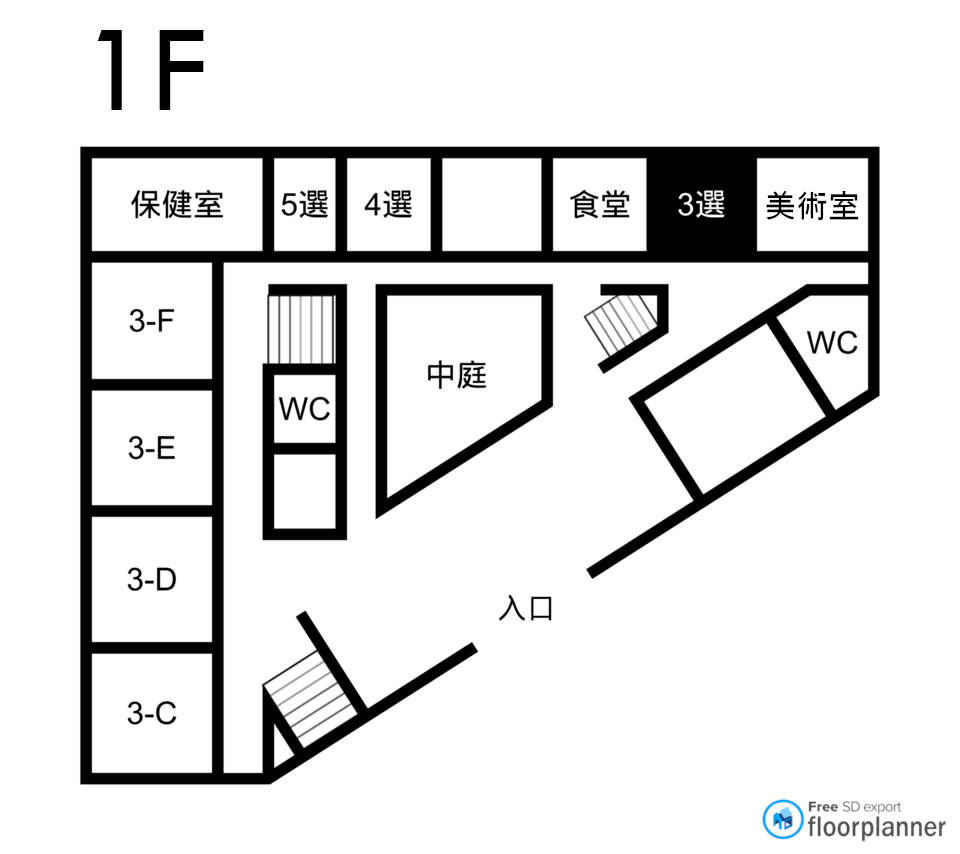 1F
保健室
5選
4選
食堂
3選
美術室
3-F
WC
中庭
WC
3-E
3-D
入口
3-C
Free SD export
floorplanner